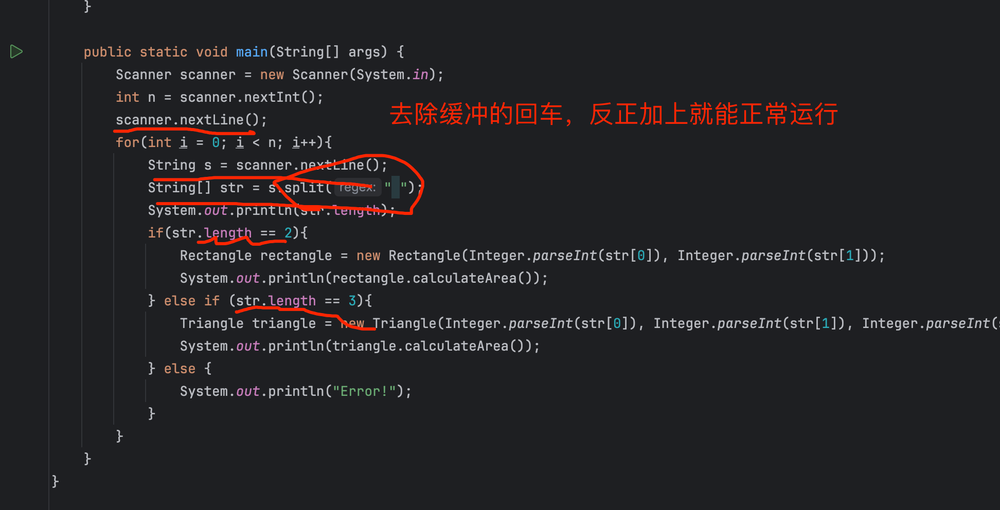 }
public static void main(String[] args) {
Scanner scanner = new Scanner(System.in);
int n = scanner.nextInt();
去除缓冲的回车，反正加上就能正常运行
scanner.nextLine();
for(int i = 0; i < n; i++){
String s = scanner.nextLine();
String[] str = s.split( regex: " ");
System.out.println(str.length);
if(str.length == 2){
Rectangle rectangle = new Rectangle(Integer.parseInt(str[0]), Integer.parseInt(str[1]));
System.out.println(rectangle.calculateArea());
} else if (str.length == 3){
Triangle triangle = new Triangle(Integer.parseInt(str[0]), Integer.parseInt(str[1]), Integer.parseInt(
System.out.println(triangle.calculateArea());
} else {
System.out.println("Error!");
}
}
}
}